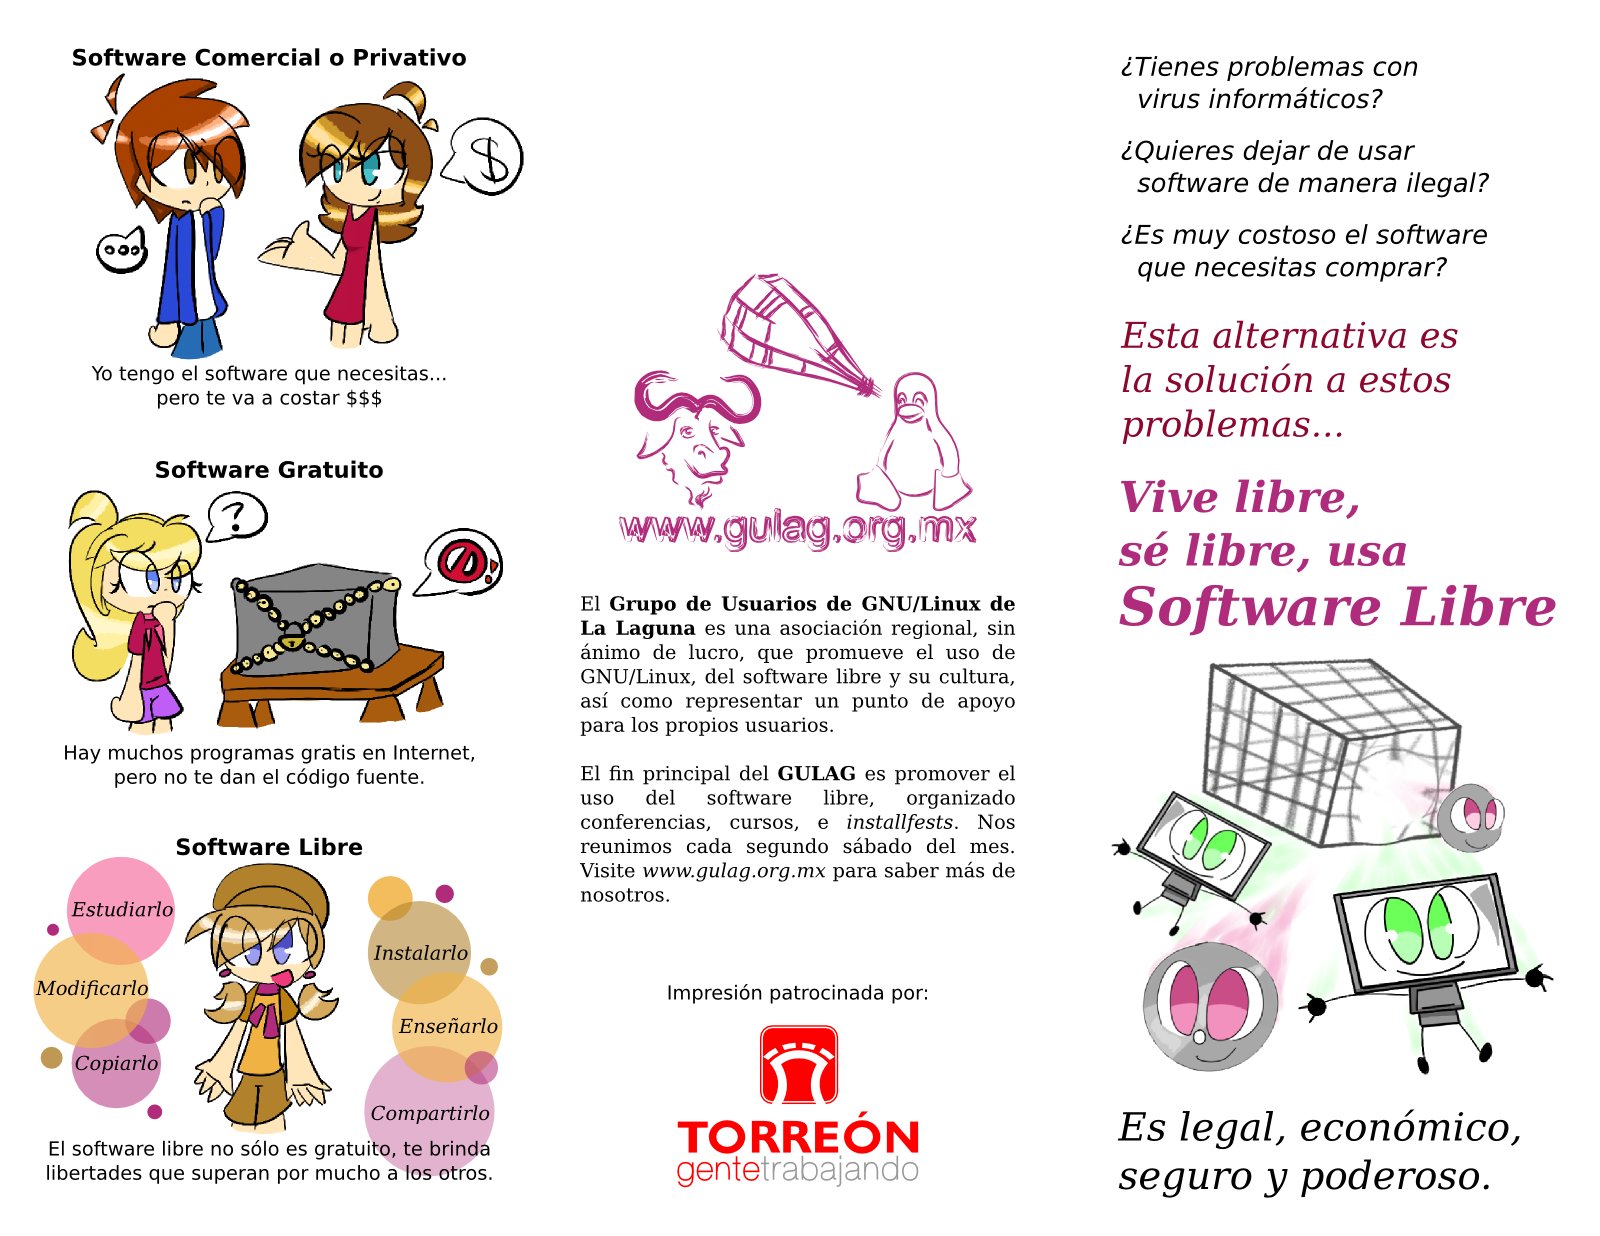 Software Comercial o Privativo
$
...
Yo tengo el software que necesitas...
pero te va a costar $$$
Software Gratuito
?
Hay muchos programas gratis en Internet,
pero no te dan el código fuente.
Software Libre
Estudiarlo
Modificarlo
Copiarlo
Instalarlo
Enseñarlo
Compartirlo
El software libre no sólo es gratuito, te brinda
libertades que superan por mucho a los otros.
www.gulag.org.mx
El Grupo de Usuarios de GNU/Linux de
La Laguna es una asociación regional, sin
ánimo de lucro, que promueve el uso de
GNU/Linux, del software libre y su cultura,
así como representar un punto de apoyo
para los propios usuarios.
El fin principal del GULAG es promover el
uso del software libre, organizado
conferencias, cursos, e installfests. Nos
reunimos cada segundo sábado del mes.
Visite www.gulag.org.mx para saber más de
nosotros.
Impresión patrocinada por:
TORREÓN
gentetrabajando
¿Tienes problemas con
virus informáticos?
¿Quieres dejar de usar
software de manera ilegal?
¿Es muy costoso el software
que necesitas comprar?
Esta alternativa es
la solución a estos
problemas...
Vive libre,
sé libre, usa
Software Libre
Es legal, económico,
seguro y poderoso.